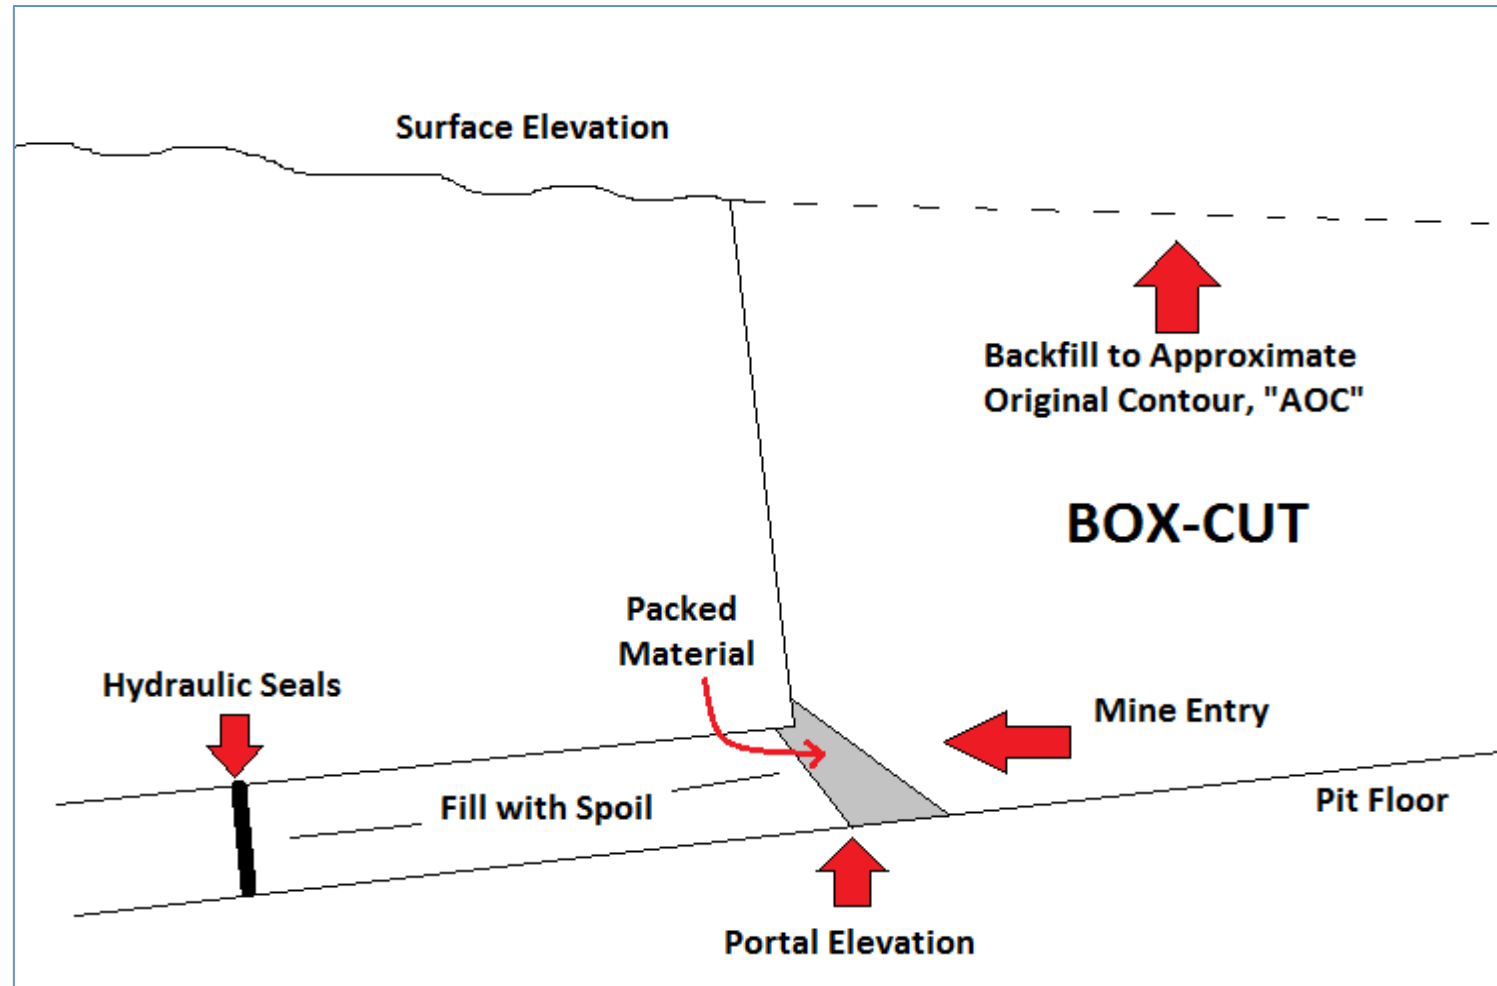 Surface Elevation
Backfill to Approximate
Original Contour, "AOC"
BOX-CUT
Packed
Material
Hydraulic Seals
Mine Entry
Fill with Spoil
Pit Floor
Portal Elevation